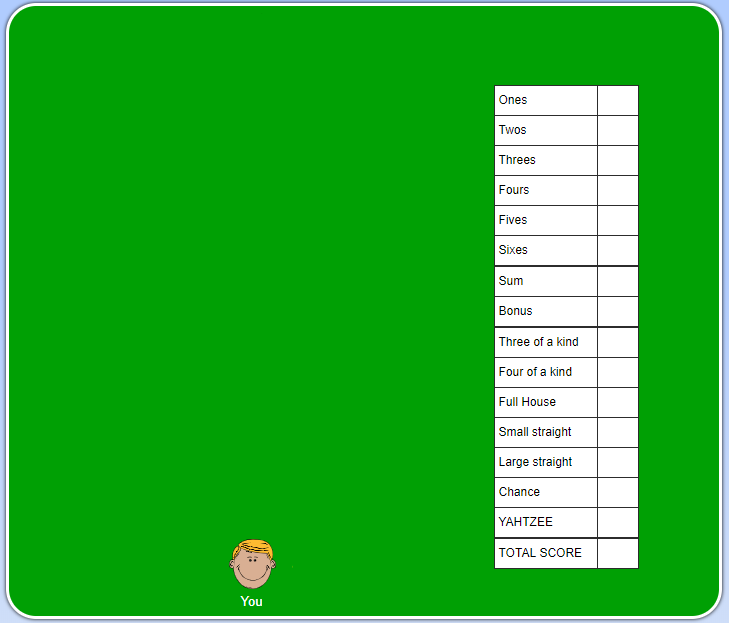 Ones
Twos
Threes
Fours
Fives
Sixes
Sum
Bonus
Three of a kind
Four of a kind
Full House
Small straight
Large straight
Chance
YAHTZEE
TOTAL SCORE
You